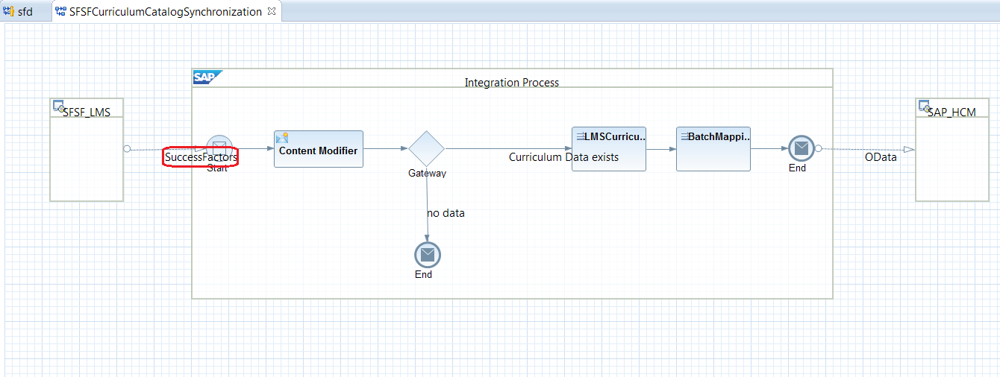 sfd
SFSFCurriculumCatalogSynchronization
SAP
Integration Process
SFSF_LMS
SAP_HCM
SuccessFactors
Start
Content Modifier
Gateway
Curriculum Data exists
LMSCurricu..
BatchMappi..
End
OData
no data
End